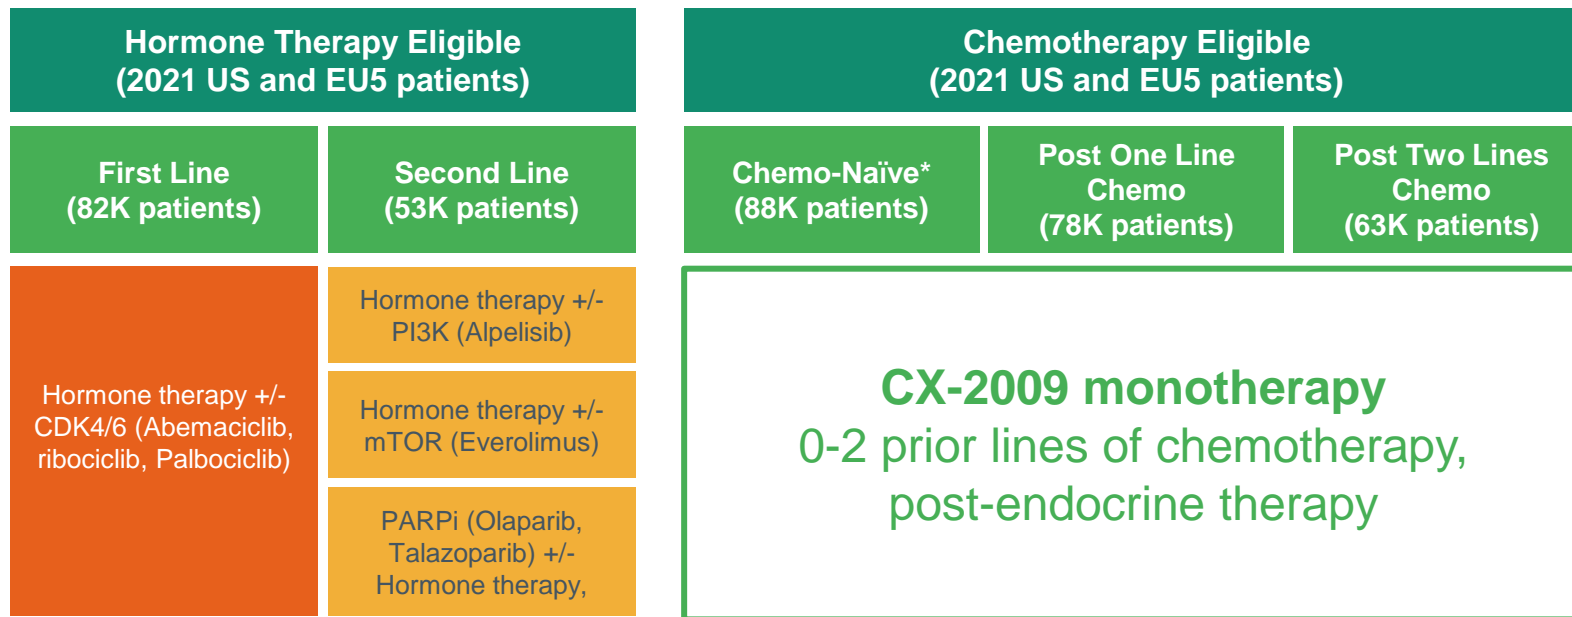 Hormone Therapy Eligible
(2021 US and EU5 patients)
Chemotherapy Eligible
(2021 US and EU5 patients)
First Line
(82K patients)
Second Line
(53K patients)
Chemo-Naïve*
(88K patients)
Post One Line
Chemo
(78K patients)
Post Two Lines
Chemo
(63K patients)
Hormone therapy +/-
CDK4/6 (Abemaciclib,
ribociclib, Palbociclib)
Hormone therapy +/-
PI3K (Alpelisib)
Hormone therapy +/-
mTOR (Everolimus)
PARPi (Olaparib,
Talazoparib) +/-
Hormone therapy,
CX-2009 monotherapy
0-2 prior lines of chemotherapy,
post-endocrine therapy